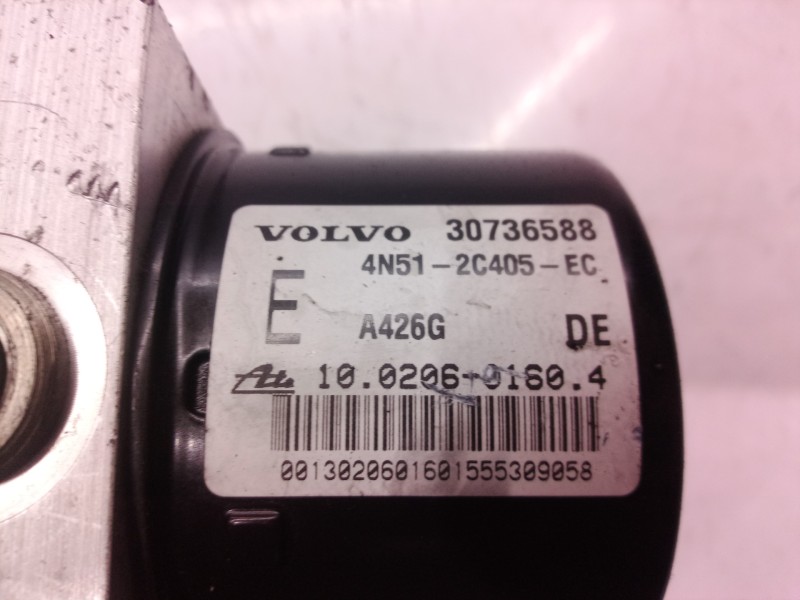 VOLVO 30736588
4N51-2C405-EC
E
A426G DE
Ate 10.0206-0160.4
0013020601601555309058